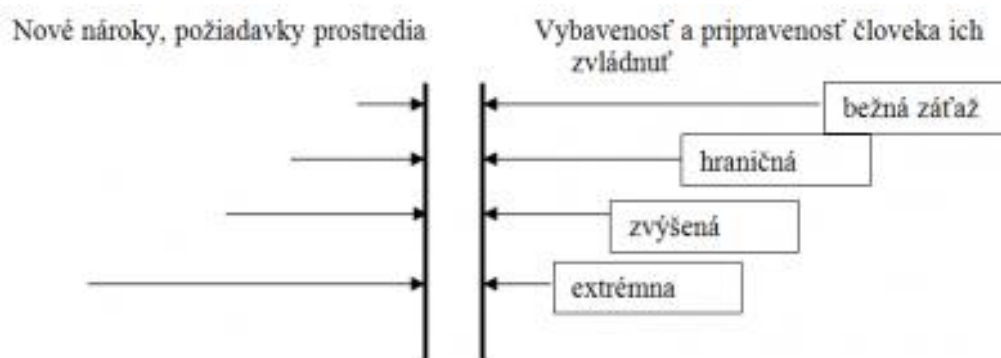 Nové nároky, požiadavky prostredia
Vybavenosť a pripravenosť človeka ich
zvládnuť
bežná záťaž
hraničná
zvýšená
extrémna